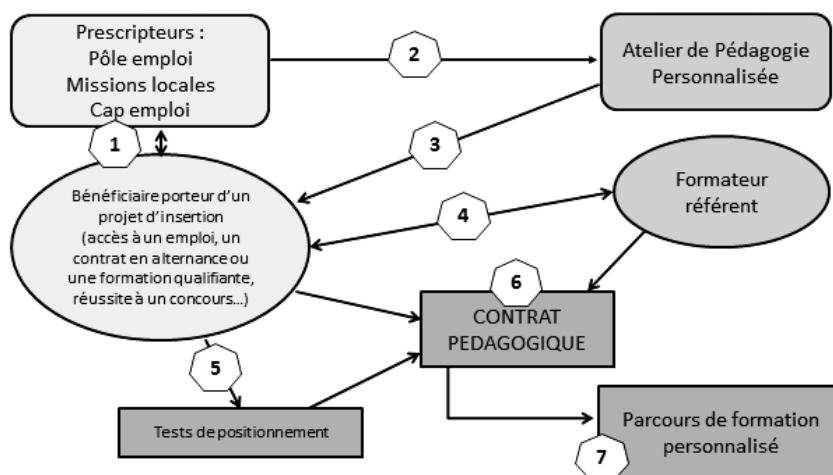 Prescripteurs :
Pôle emploi
Missions locales
Cap emploi
2
Atelier de Pédagogie
Personnalisée
1
3
Bénéficiaire porteur d'un
projet d'insertion
(accès à un emploi, un
contrat en alternance ou
une formation qualifiante,
réussite à un concours...)
4
Formateur
référent
6
CONTRAT
PEDAGOGIQUE
5
Tests de positionnement
Parcours de formation
personnalisé
7